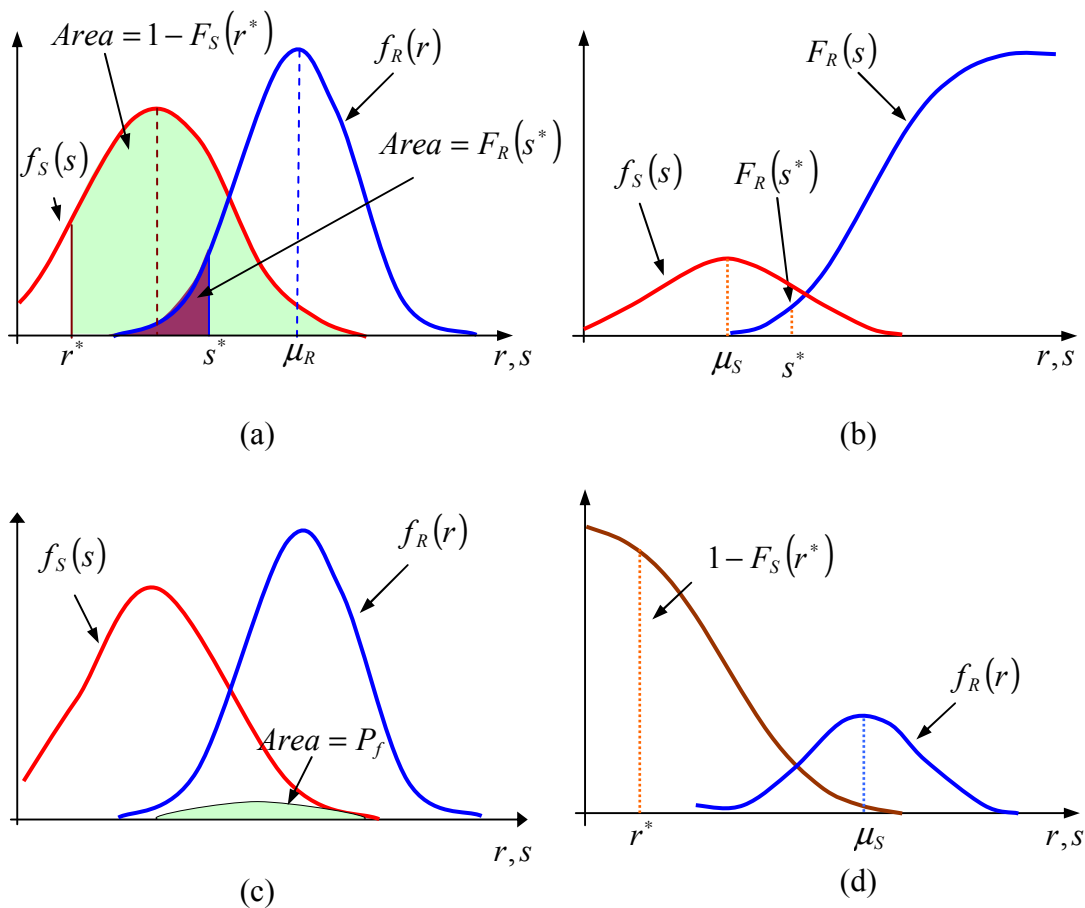 Area = 1 − F_S(r*)
f_R(r)
Area = F_R(s*)
f_S(s)
r*
s*
μ_R
r, s
(a)
F_R(s)
f_S(s)
F_R(s*)
μ_S
s*
r, s
(b)
f_S(s)
f_R(r)
Area = P_f
r, s
(c)
1 − F_S(r*)
f_R(r)
r*
μ_S
r, s
(d)